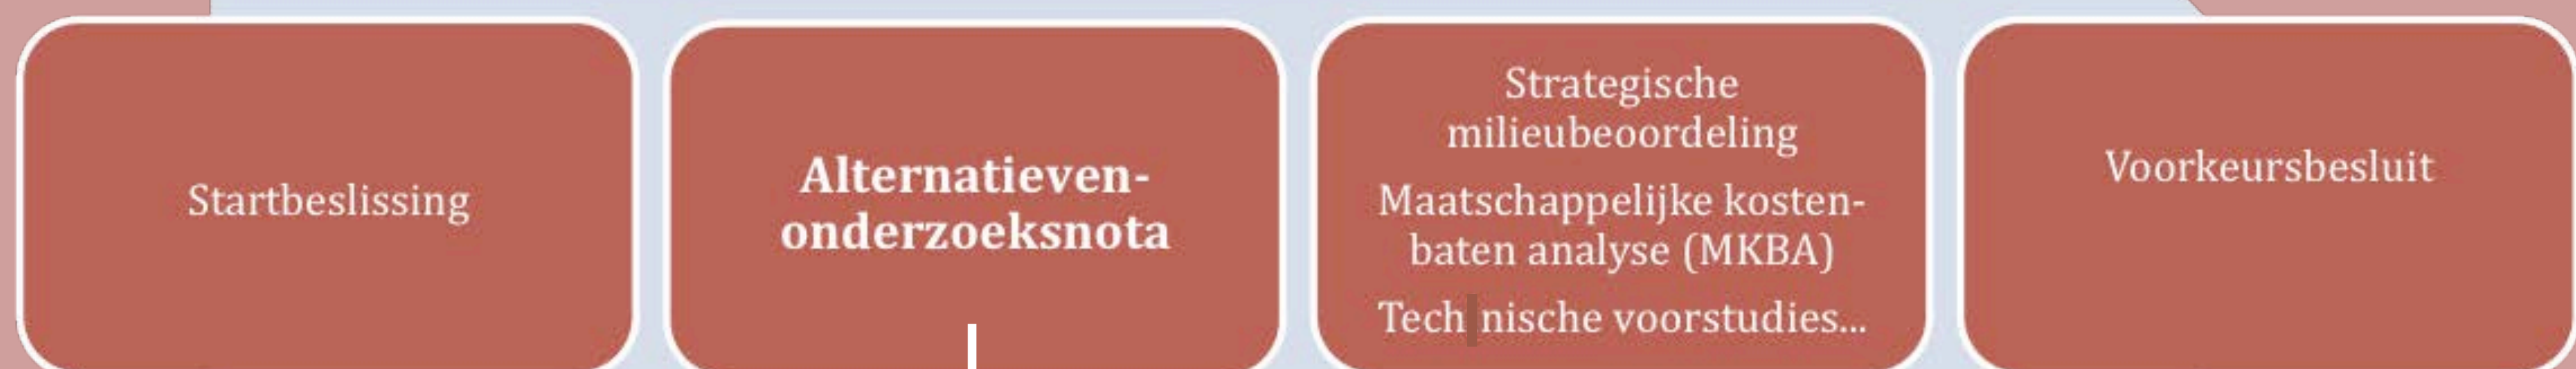 Startbeslissing
Alternatieven-
onderzoeksnota
Strategische
milieubeoordeling
Maatschappelijke kosten-
baten analyse (MKBA)
Technische voorstudies...
Voorkeursbesluit